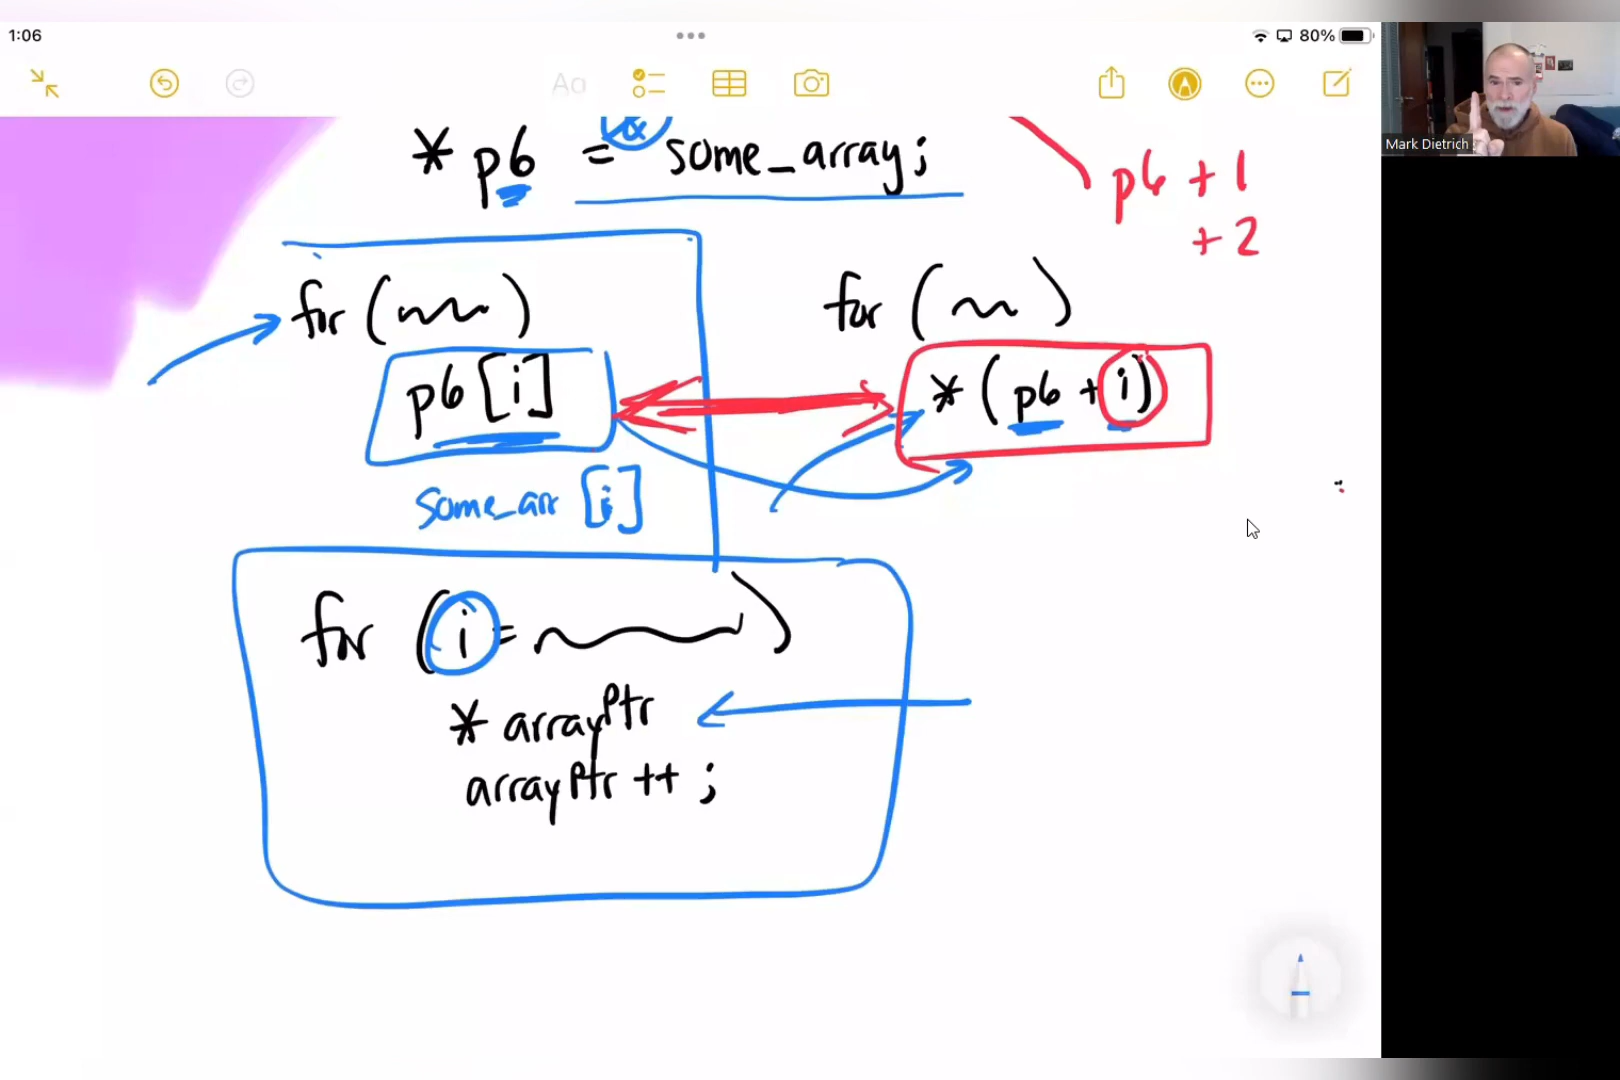 1:06
80%
Aa
Mark Dietrich
* p6 = & some_array;
p6 + 1
+ 2
for ( )
p6 [i]
some_arr [i]
for ( )
* ( p6 + i )
for ( i = )
* arrayPtr
arrayPtr ++ ;